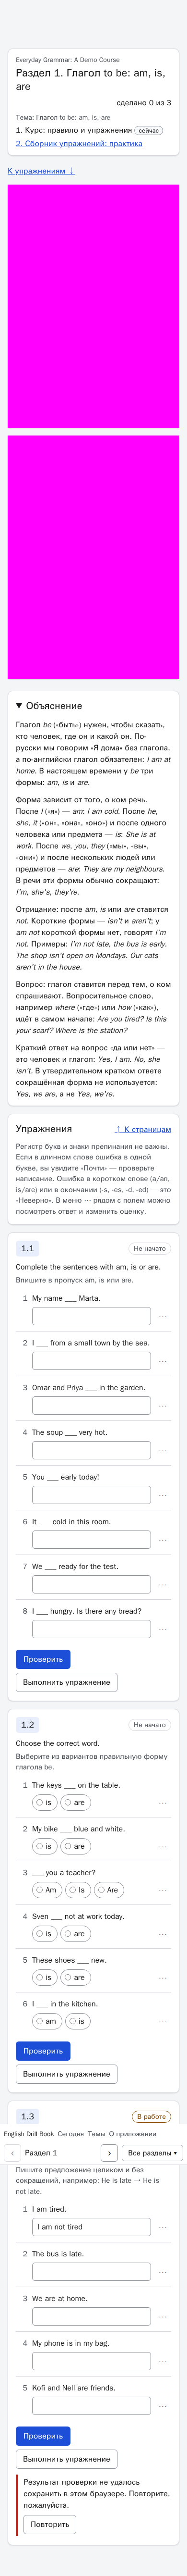 Everyday Grammar: A Demo Course
Раздел 1. Глагол to be: am, is,
are
сделано 0 из 3
Тема: Глагол to be: am, is, are
1. Курс: правило и упражнения сейчас
2. Сборник упражнений: практика
К упражнениям ↓
▼ Объяснение
Глагол be («быть») нужен, чтобы сказать,
кто человек, где он и какой он. По-
русски мы говорим «Я дома» без глагола,
а по-английски глагол обязателен: I am at
home. В настоящем времени у be три
формы: am, is и are.
Форма зависит от того, о ком речь.
После I («я») — am: I am cold. После he,
she, it («он», «она», «оно») и после одного
человека или предмета — is: She is at
work. После we, you, they («мы», «вы»,
«они») и после нескольких людей или
предметов — are: They are my neighbours.
В речи эти формы обычно сокращают:
I'm, she's, they're.
Отрицание: после am, is или are ставится
not. Короткие формы — isn't и aren't; у
am not короткой формы нет, говорят I'm
not. Примеры: I'm not late, the bus is early.
The shop isn't open on Mondays. Our cats
aren't in the house.
Вопрос: глагол ставится перед тем, о ком
спрашивают. Вопросительное слово,
например where («где») или how («как»),
идёт в самом начале: Are you tired? Is this
your scarf? Where is the station?
Краткий ответ на вопрос «да или нет» —
это человек и глагол: Yes, I am. No, she
isn't. В утвердительном кратком ответе
сокращённая форма не используется:
Yes, we are, а не Yes, we're.
Упражнения
↑ К страницам
Регистр букв и знаки препинания не важны.
Если в длинном слове ошибка в одной
букве, вы увидите «Почти» — проверьте
написание. Ошибка в коротком слове (a/an,
is/are) или в окончании (-s, -es, -d, -ed) — это
«Неверно». В меню ··· рядом с полем можно
посмотреть ответ и изменить оценку.
1.1 Не начато
Complete the sentences with am, is or are.
Впишите в пропуск am, is или are.
1 My name ___ Marta.
···
2 I ___ from a small town by the sea.
···
3 Omar and Priya ___ in the garden.
···
4 The soup ___ very hot.
···
5 You ___ early today!
···
6 It ___ cold in this room.
···
7 We ___ ready for the test.
···
8 I ___ hungry. Is there any bread?
···
Проверить
Выполнить упражнение
1.2 Не начато
Choose the correct word.
Выберите из вариантов правильную форму
глагола be.
1 The keys ___ on the table.
is are ···
2 My bike ___ blue and white.
is are ···
3 ___ you a teacher?
Am Is Are ···
4 Sven ___ not at work today.
is are ···
5 These shoes ___ new.
is are ···
6 I ___ in the kitchen.
am is ···
Проверить
Выполнить упражнение
1.3 В работе
English Drill Book Сегодня Темы О приложении
‹ Раздел 1 › Все разделы ▾
Пишите предложение целиком и без
сокращений, например: He is late → He is
not late.
1 I am tired.
I am not tired ···
2 The bus is late.
···
3 We are at home.
···
4 My phone is in my bag.
···
5 Kofi and Nell are friends.
···
Проверить
Выполнить упражнение
Результат проверки не удалось
сохранить в этом браузере. Повторите,
пожалуйста.
Повторить